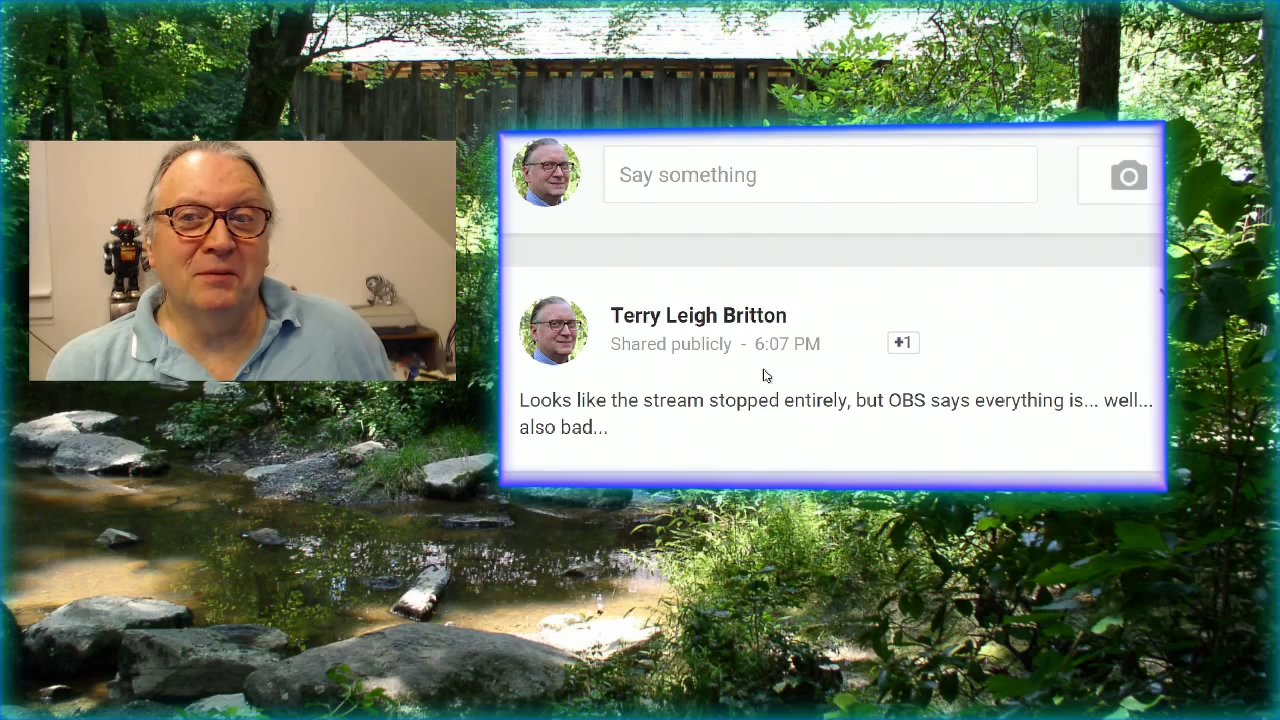 Say something
Terry Leigh Britton
Shared publicly - 6:07 PM
+1
Looks like the stream stopped entirely, but OBS says everything is... well...
also bad...